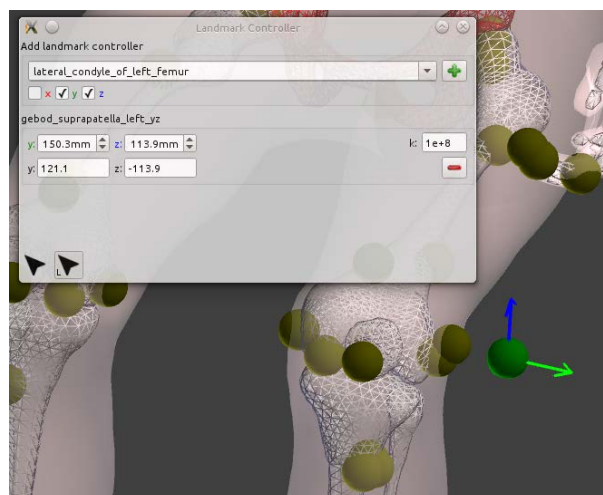 Landmark Controller
Add landmark controller
lateral_condyle_of_left_femur
x y z
gebod_suprapatella_left_yz
y: 150.3mm z: 113.9mm k: 1e+8
y: 121.1 z: -113.9
L